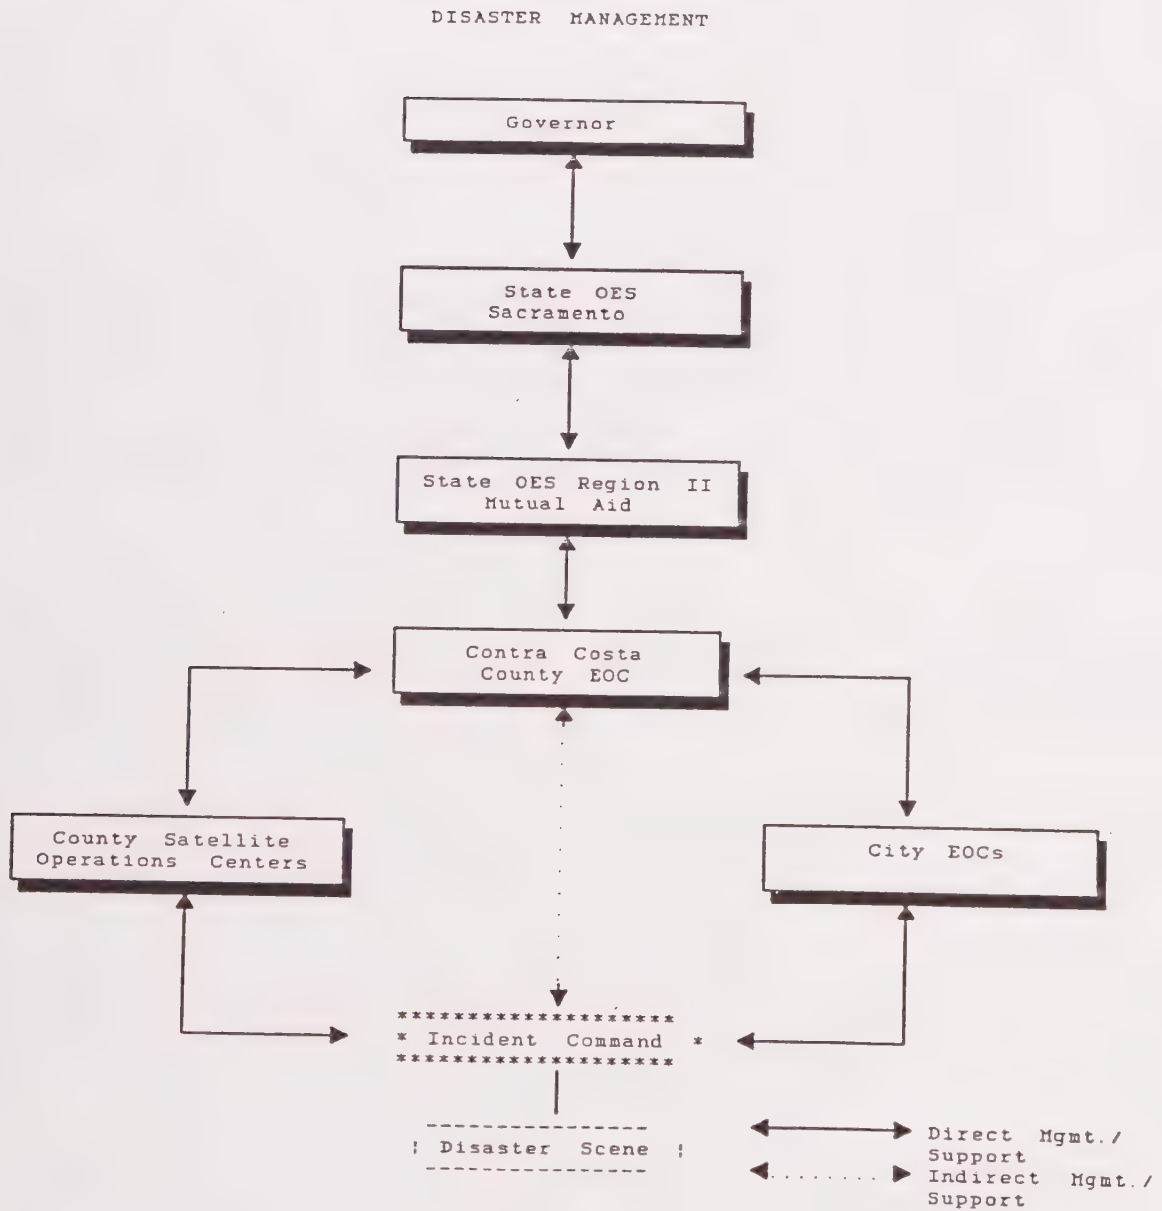 DISASTER MANAGEMENT
Governor
State OES
Sacramento
State OES Region II
Mutual Aid
Contra Costa
County EOC
County Satellite
Operations Centers
City EOCs
* * * * * * * * * * * * * * * * * * * *
* Incident Command *
* * * * * * * * * * * * * * * * * * * *
----------------
¦ Disaster Scene ¦
----------------
Direct Mgmt./
Support
Indirect Mgmt./
Support